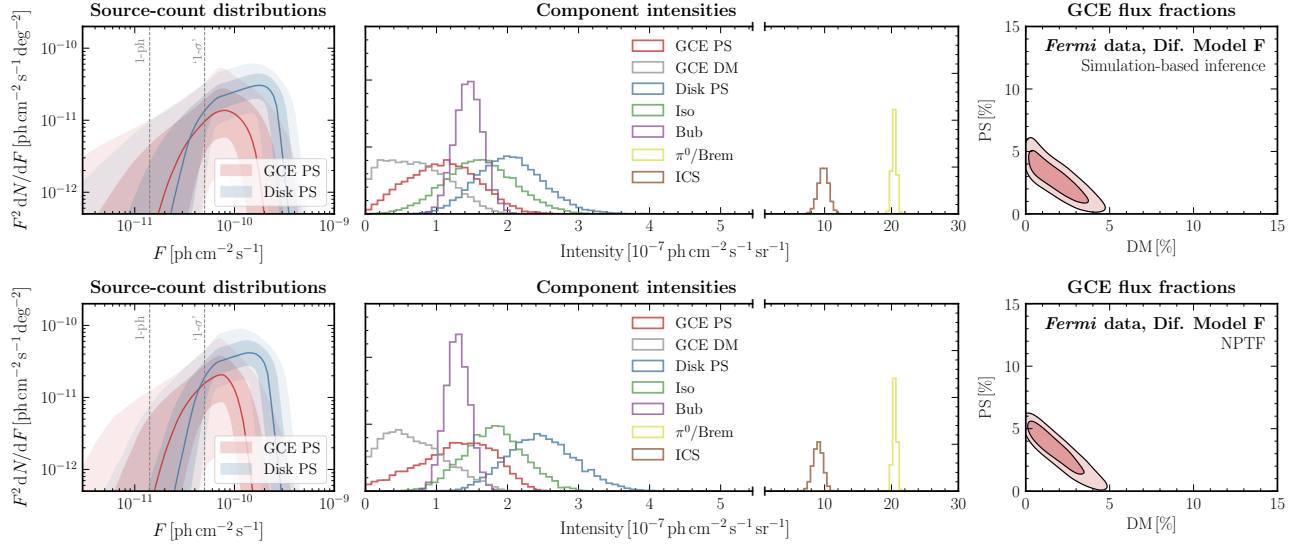 Source-count distributions
Component intensities
GCE flux fractions
F² dN/dF [ph cm⁻² s⁻¹ deg⁻²]
10⁻¹⁰
10⁻¹¹
10⁻¹²
1-ph
'1-σ'
GCE PS
Disk PS
10⁻¹¹
10⁻¹⁰
10⁻⁹
F [ph cm⁻² s⁻¹]
GCE PS
GCE DM
Disk PS
Iso
Bub
π⁰/Brem
ICS
0
1
2
3
4
5
10
20
30
Intensity [10⁻⁷ ph cm⁻² s⁻¹ sr⁻¹]
Fermi data, Dif. Model F
Simulation-based inference
PS [%]
15
10
5
0
0
5
10
15
DM [%]
Source-count distributions
Component intensities
GCE flux fractions
F² dN/dF [ph cm⁻² s⁻¹ deg⁻²]
10⁻¹⁰
10⁻¹¹
10⁻¹²
1-ph
'1-σ'
GCE PS
Disk PS
10⁻¹¹
10⁻¹⁰
10⁻⁹
F [ph cm⁻² s⁻¹]
GCE PS
GCE DM
Disk PS
Iso
Bub
π⁰/Brem
ICS
0
1
2
3
4
5
10
20
30
Intensity [10⁻⁷ ph cm⁻² s⁻¹ sr⁻¹]
Fermi data, Dif. Model F
NPTF
PS [%]
15
10
5
0
0
5
10
15
DM [%]